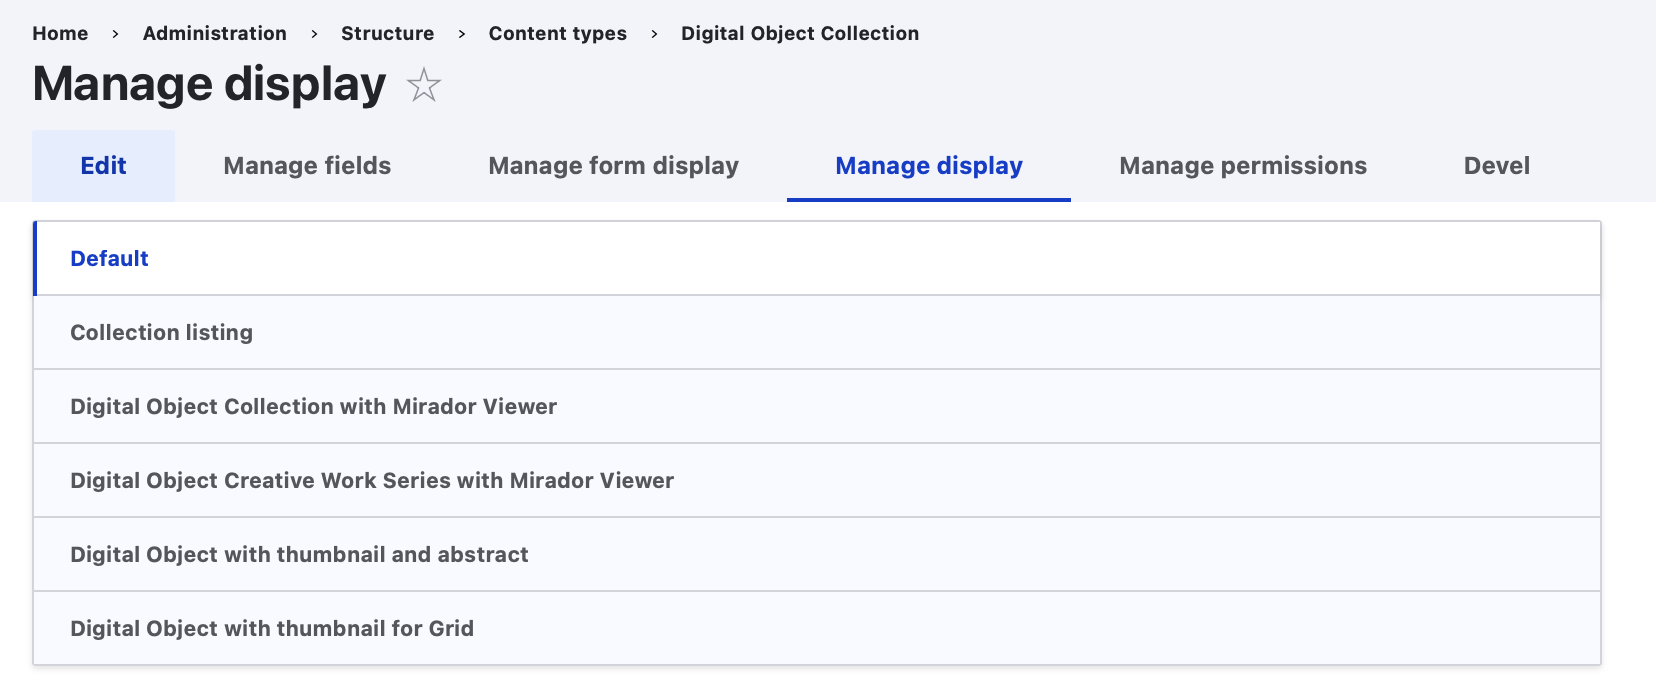 Home > Administration > Structure > Content types > Digital Object Collection
Manage display
Edit Manage fields Manage form display Manage display Manage permissions Devel
Default
Collection listing
Digital Object Collection with Mirador Viewer
Digital Object Creative Work Series with Mirador Viewer
Digital Object with thumbnail and abstract
Digital Object with thumbnail for Grid